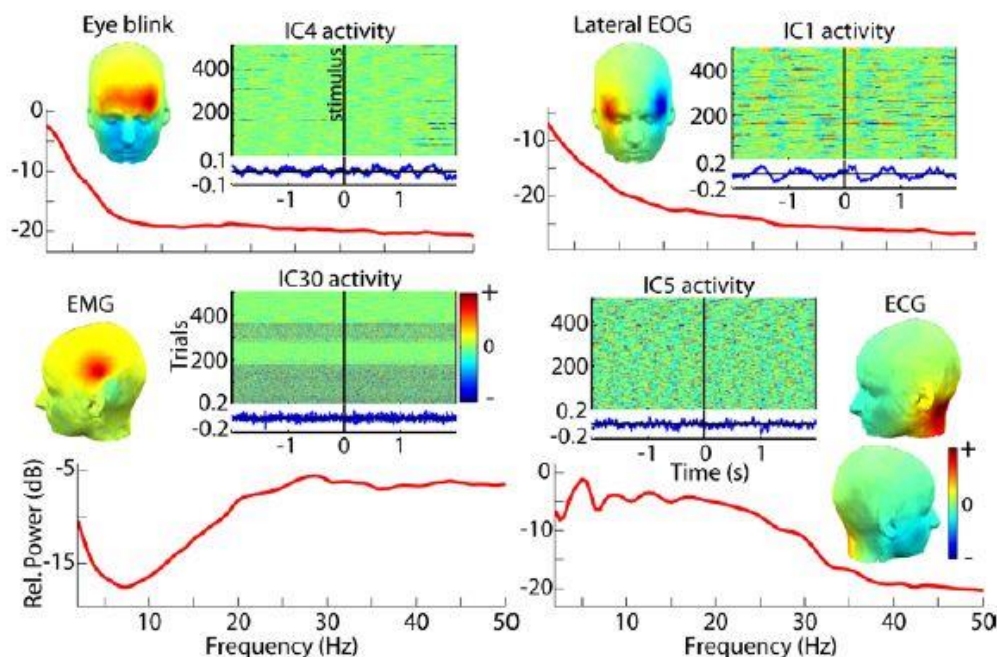 Eye blink
IC4 activity
400
200
stimulus
0.1
-0.1
-1 0 1
0
-10
-20
Lateral EOG
IC1 activity
400
200
0.2
-0.2
-1 0 1
0
-10
-20
EMG
IC30 activity
400
200
Trials
0.2
-0.2
-1 0 1
+
0
-
-5
-15
Rel. Power (dB)
10 20 30 40 50
Frequency (Hz)
IC5 activity
400
200
0.2
-0.2
-1 0 1
Time (s)
ECG
+
0
-
0
-10
-20
10 20 30 40 50
Frequency (Hz)